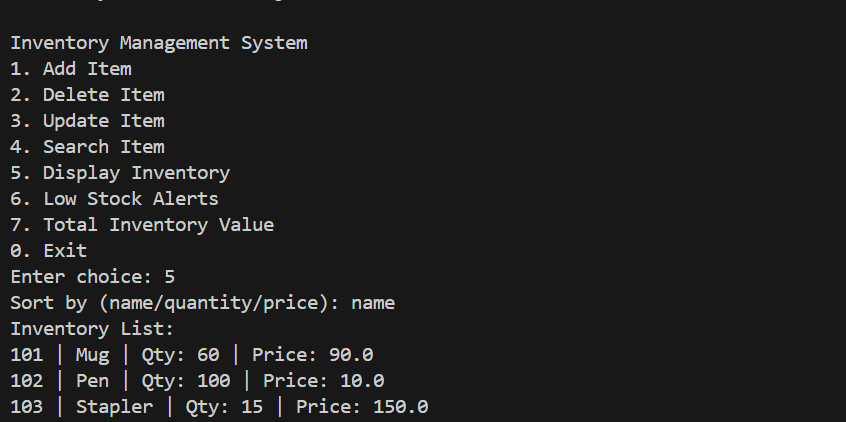 Inventory Management System
1. Add Item
2. Delete Item
3. Update Item
4. Search Item
5. Display Inventory
6. Low Stock Alerts
7. Total Inventory Value
0. Exit
Enter choice: 5
Sort by (name/quantity/price): name
Inventory List:
101 | Mug | Qty: 60 | Price: 90.0
102 | Pen | Qty: 100 | Price: 10.0
103 | Stapler | Qty: 15 | Price: 150.0